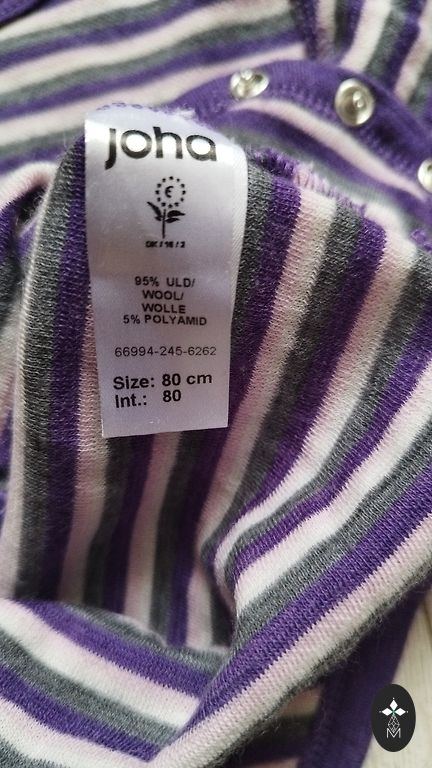 joha
€
DK / 16 / 2
95% ULD/
WOOL/
WOLLE
5% POLYAMID
66994-245-6262
Size: 80 cm
Int.: 80